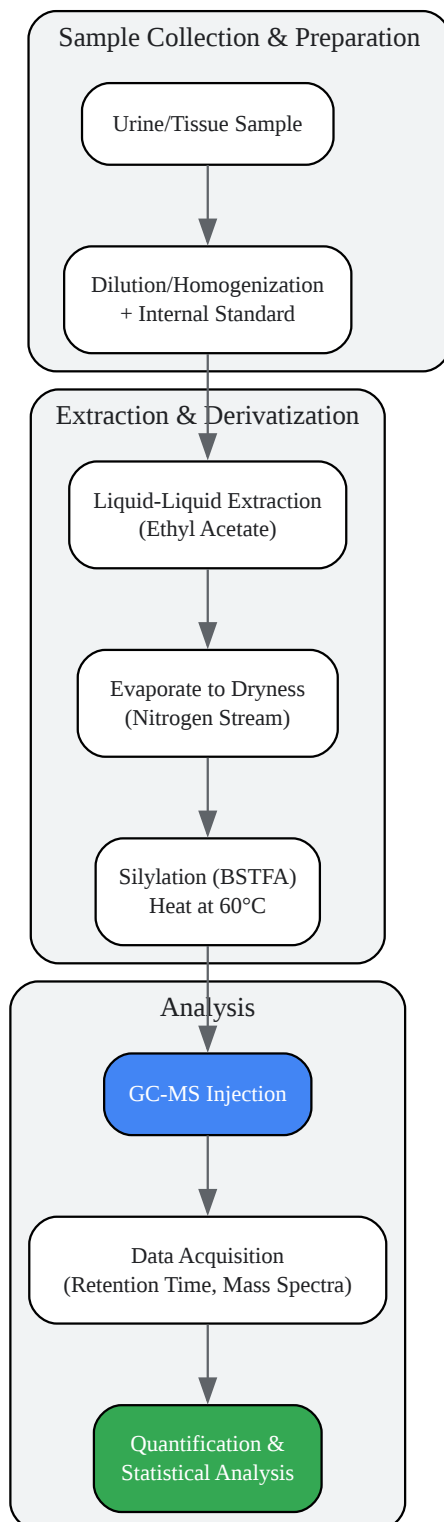 Sample Collection & Preparation
Urine/Tissue Sample
Dilution/Homogenization
+ Internal Standard
Extraction & Derivatization
Liquid-Liquid Extraction
(Ethyl Acetate)
Evaporate to Dryness
(Nitrogen Stream)
Silylation (BSTFA)
Heat at 60°C
Analysis
GC-MS Injection
Data Acquisition
(Retention Time, Mass Spectra)
Quantification &
Statistical Analysis